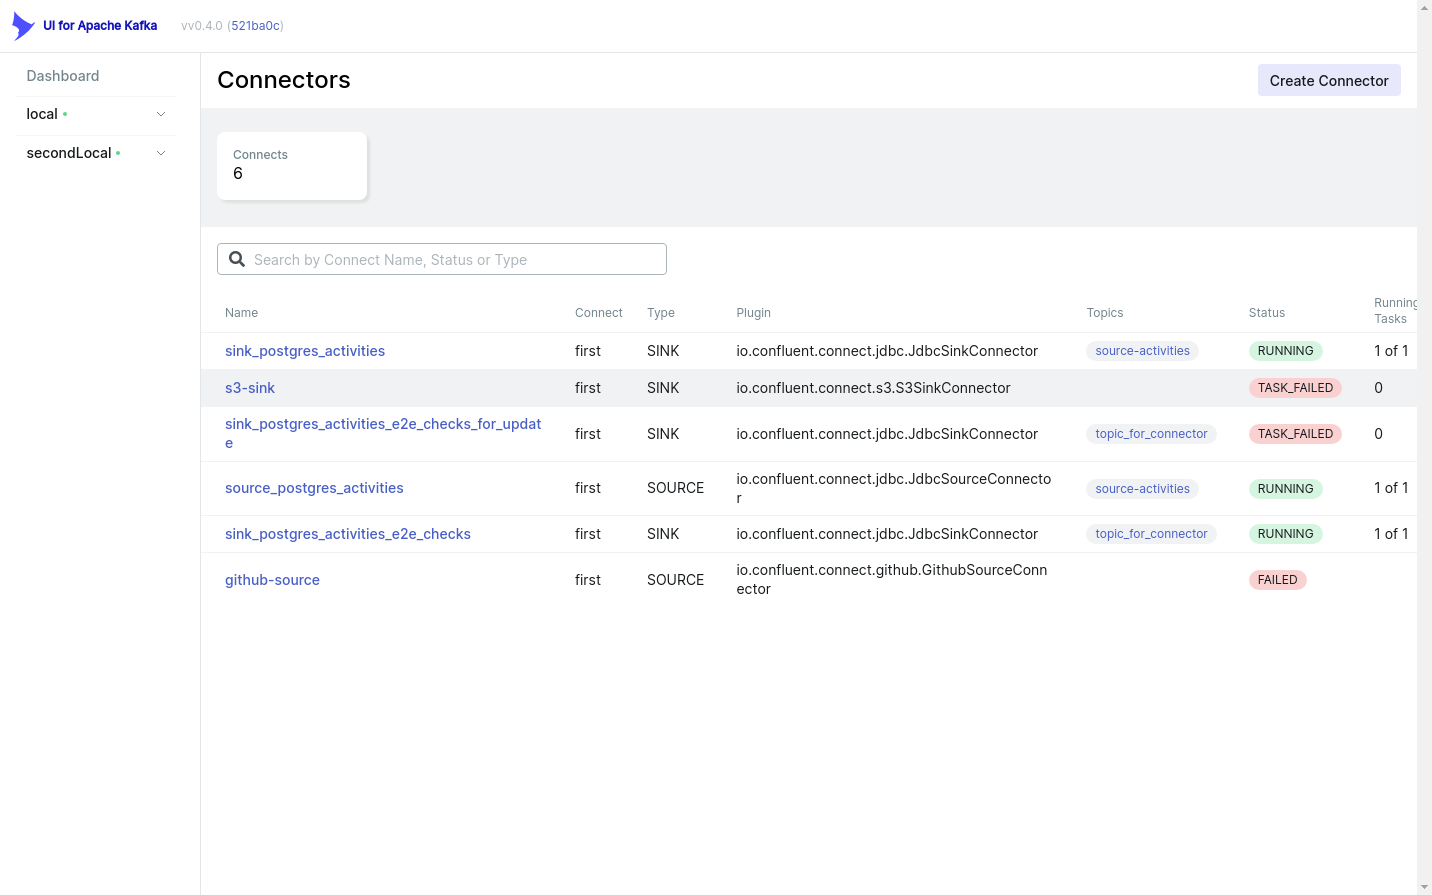 UI for Apache Kafka vv0.4.0 (521ba0c)
Dashboard
local
secondLocal
Connectors
Create Connector
Connects
6
Search by Connect Name, Status or Type
Name Connect Type Plugin Topics Status Running
Tasks
sink_postgres_activities first SINK io.confluent.connect.jdbc.JdbcSinkConnector source-activities RUNNING 1 of 1
s3-sink first SINK io.confluent.connect.s3.S3SinkConnector TASK_FAILED 0
sink_postgres_activities_e2e_checks_for_updat
e first SINK io.confluent.connect.jdbc.JdbcSinkConnector topic_for_connector TASK_FAILED 0
source_postgres_activities first SOURCE io.confluent.connect.jdbc.JdbcSourceConnecto
r source-activities RUNNING 1 of 1
sink_postgres_activities_e2e_checks first SINK io.confluent.connect.jdbc.JdbcSinkConnector topic_for_connector RUNNING 1 of 1
github-source first SOURCE io.confluent.connect.github.GithubSourceConn
ector FAILED